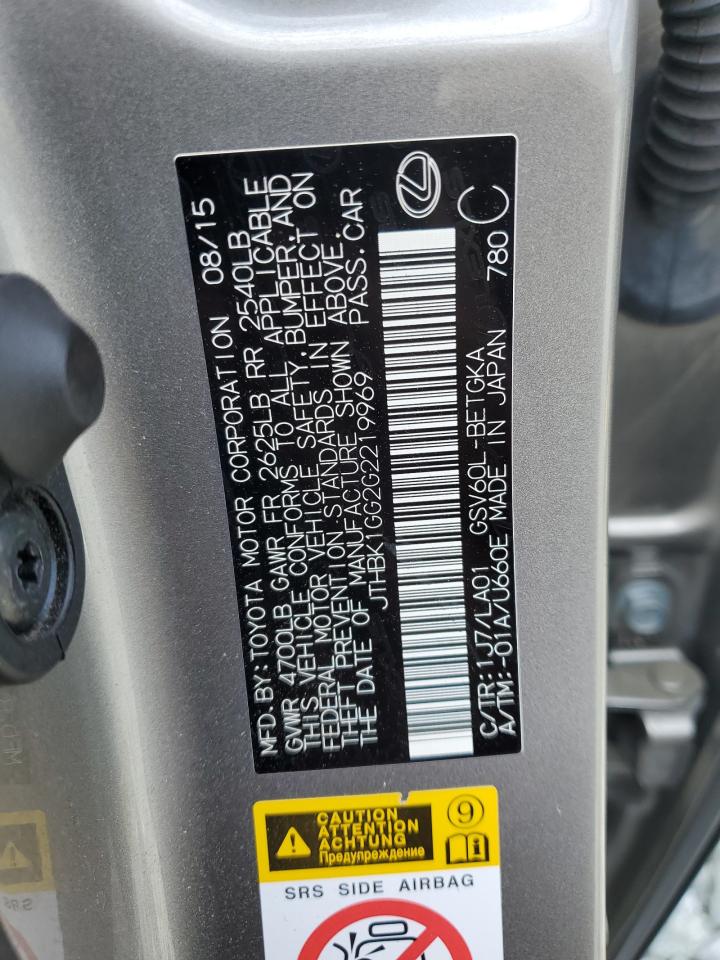 MFD. BY: TOYOTA MOTOR CORPORATION 08/15
GVWR 4700LB GAWR FR 2625LB RR 2540LB
THIS VEHICLE CONFORMS TO ALL APPLICABLE
FEDERAL MOTOR VEHICLE SAFETY, BUMPER, AND
THEFT PREVENTION STANDARDS IN EFFECT ON
THE DATE OF MANUFACTURE SHOWN ABOVE.
JTHBK1GG2G2219969 PASS. CAR
C/TR: 1J7/LA01 GSV60L-BETGKA
A/TM: -01A/U660E MADE IN JAPAN 780 C
CAUTION
ATTENTION
ACHTUNG
Предупреждение
9
SRS SIDE AIRBAG